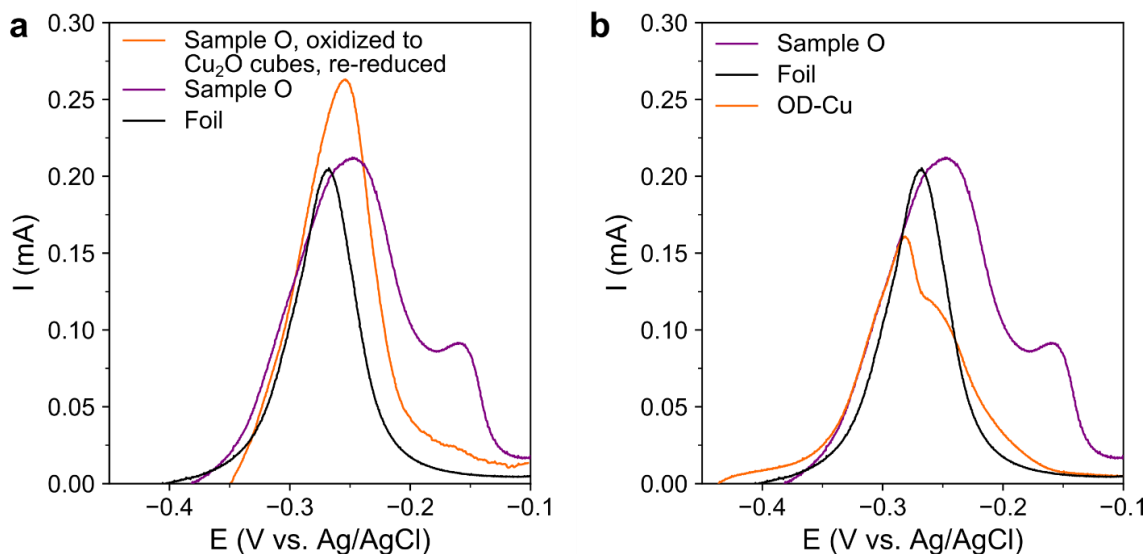 a
0.30
0.25
0.20
0.15
0.10
0.05
0.00
I (mA)
Sample O, oxidized to
Cu₂O cubes, re-reduced
Sample O
Foil
−0.4
−0.3
−0.2
−0.1
E (V vs. Ag/AgCl)
b
0.30
0.25
0.20
0.15
0.10
0.05
0.00
I (mA)
Sample O
Foil
OD-Cu
−0.4
−0.3
−0.2
−0.1
E (V vs. Ag/AgCl)